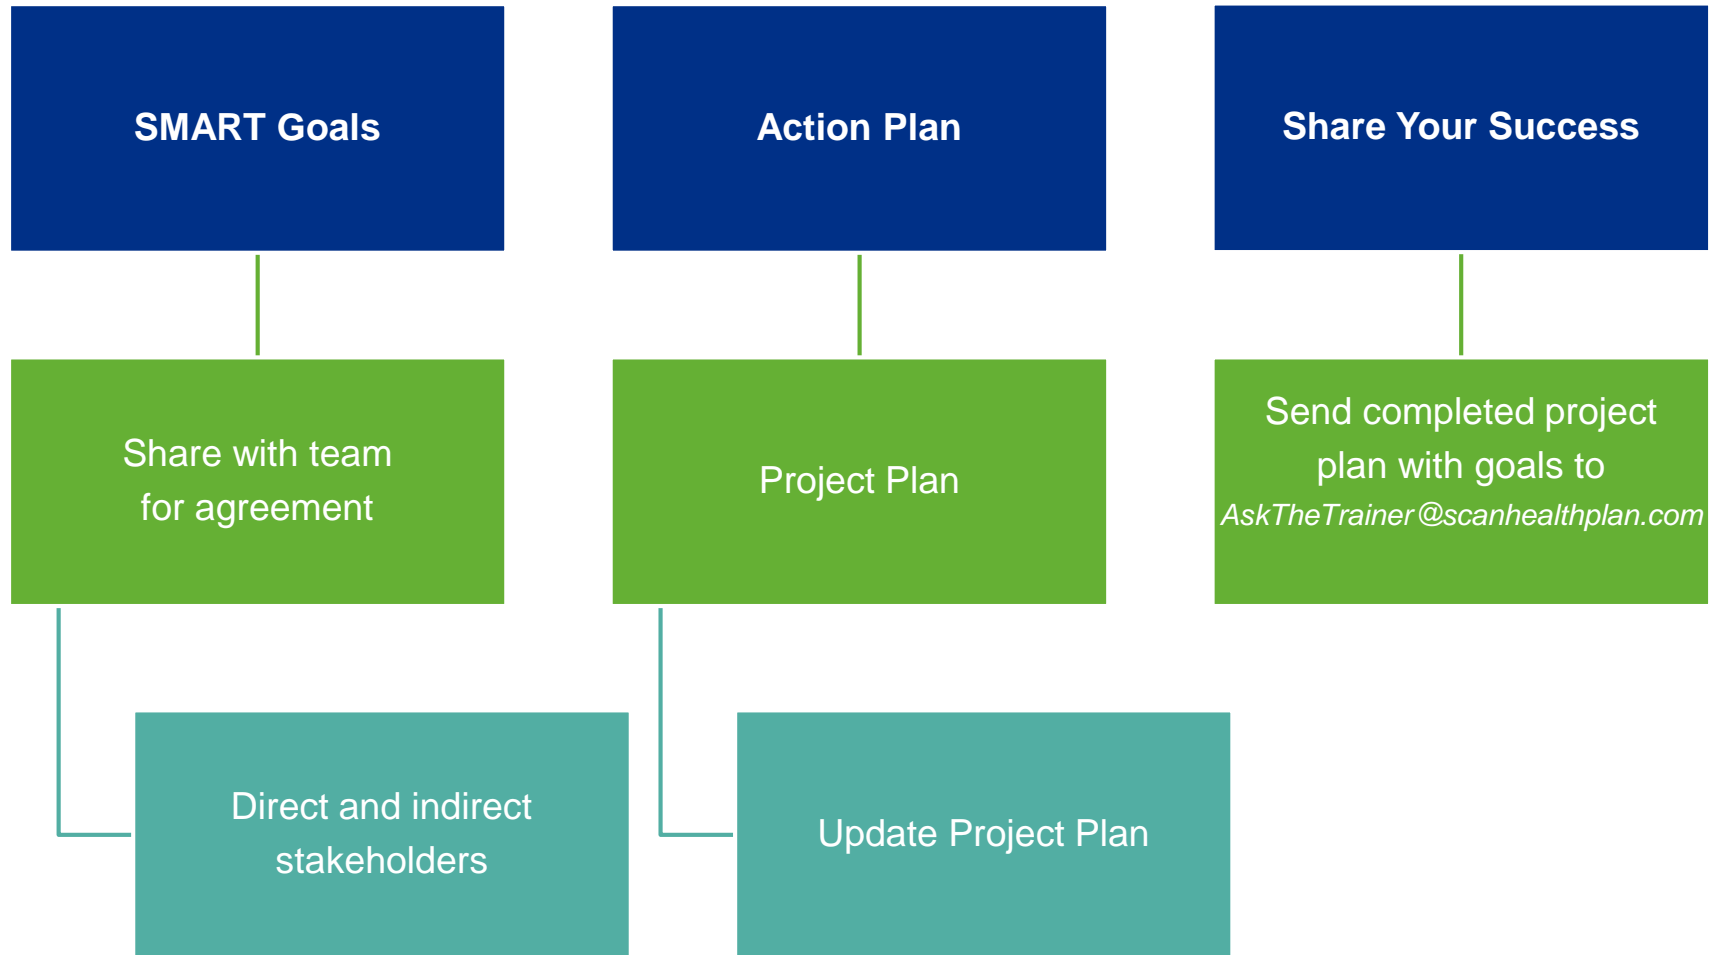 SMART Goals
Action Plan
Share Your Success
Share with team
for agreement
Project Plan
Send completed project
plan with goals to
AskTheTrainer@scanhealthplan.com
Direct and indirect
stakeholders
Update Project Plan